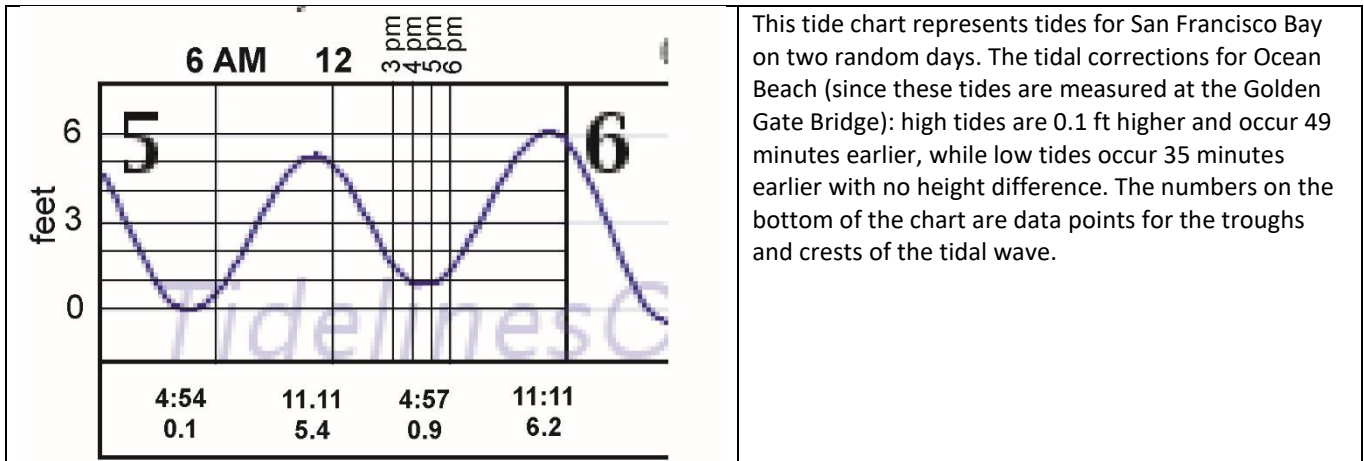 6 AM 12 3 pm 4 pm 5 pm 6 pm
5
6
6
feet
3
0
TidelinesC
4:54 11.11 4:57 11:11
0.1 5.4 0.9 6.2
This tide chart represents tides for San Francisco Bay
on two random days. The tidal corrections for Ocean
Beach (since these tides are measured at the Golden
Gate Bridge): high tides are 0.1 ft higher and occur 49
minutes earlier, while low tides occur 35 minutes
earlier with no height difference. The numbers on the
bottom of the chart are data points for the troughs
and crests of the tidal wave.